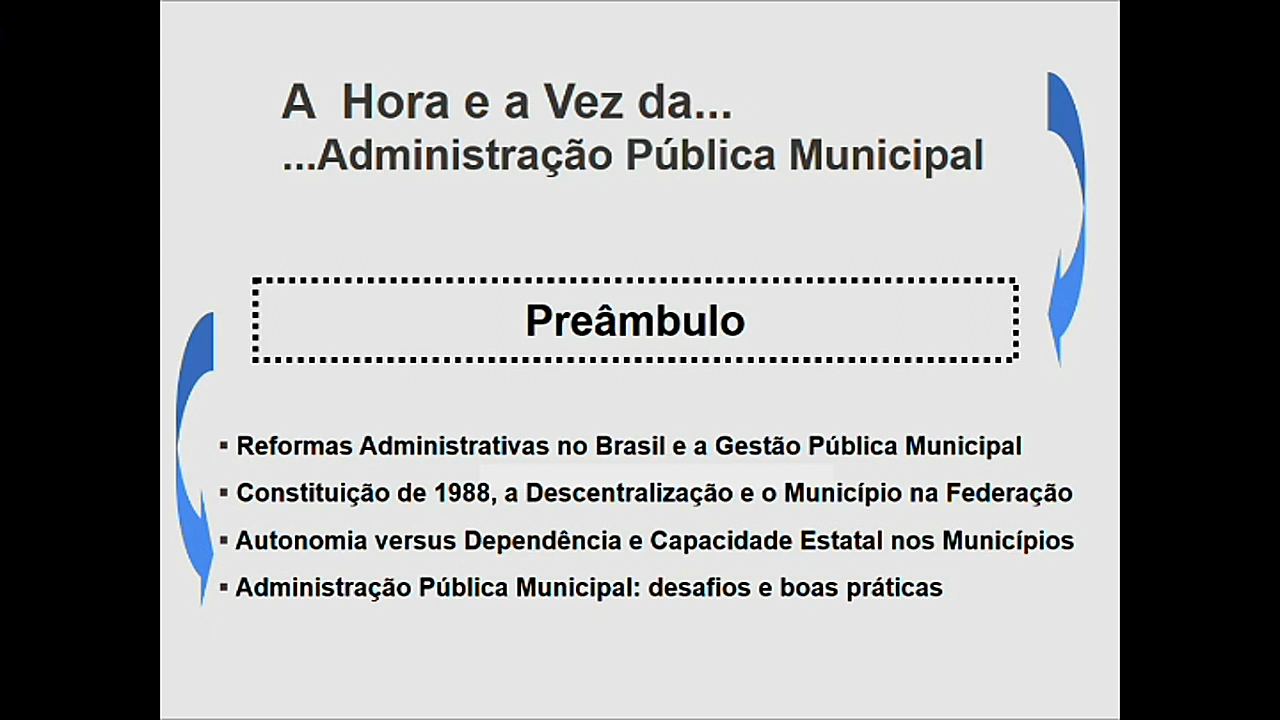 A Hora e a Vez da...
...Administração Pública Municipal
Preâmbulo
▪ Reformas Administrativas no Brasil e a Gestão Pública Municipal
▪ Constituição de 1988, a Descentralização e o Município na Federação
▪ Autonomia versus Dependência e Capacidade Estatal nos Municípios
▪ Administração Pública Municipal: desafios e boas práticas